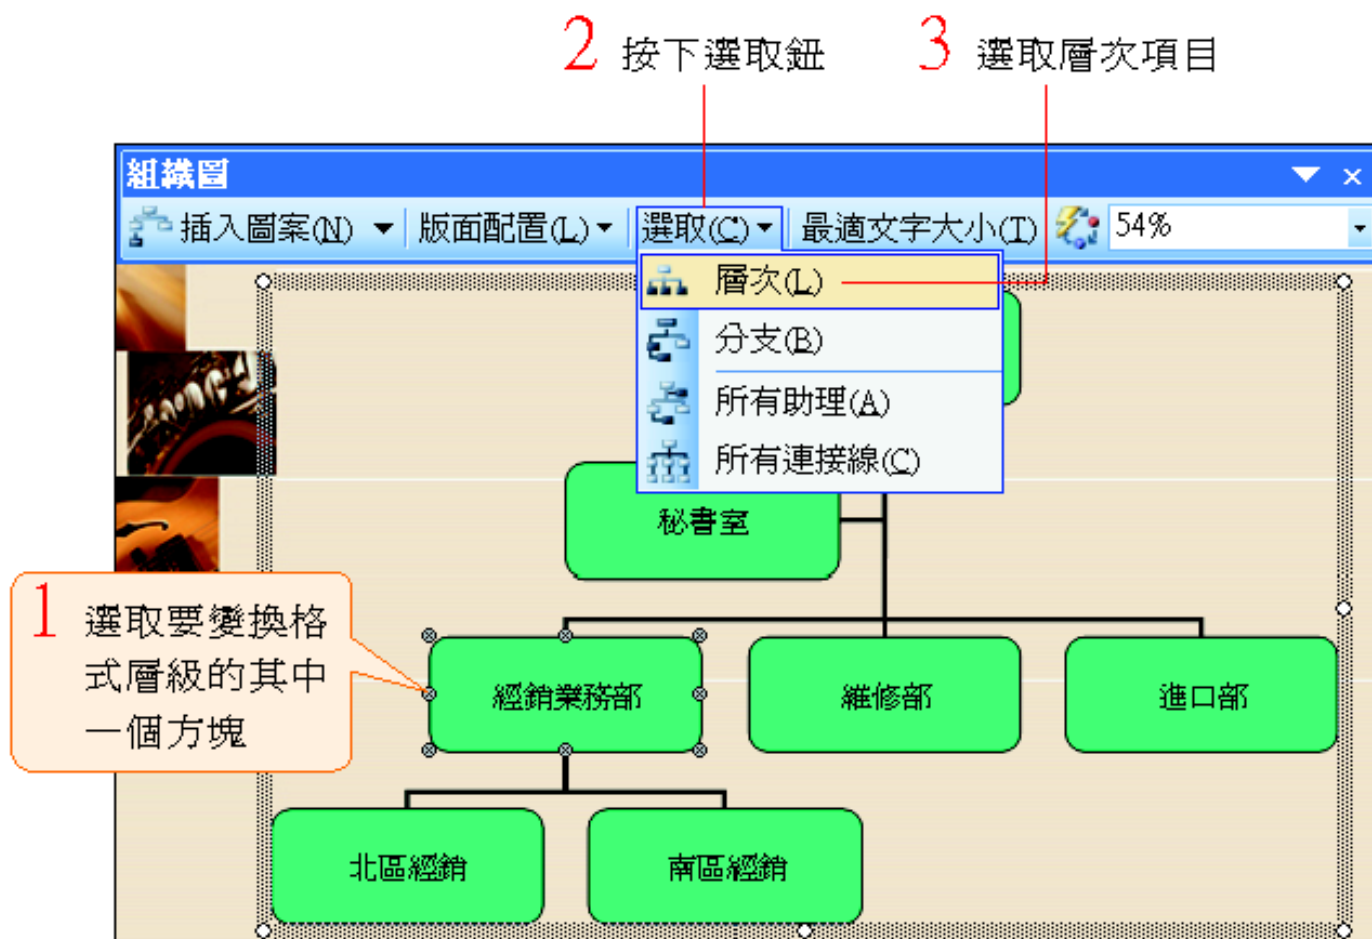 2 按下選取鈕
3 選取層次項目
組織圖
插入圖案(N) 版面配置(L) 選取(C) 最適文字大小(T) 54%
層次(L)
分支(B)
所有助理(A)
所有連接線(C)
秘書室
1 選取要變換格
式層級的其中
一個方塊
經銷業務部
維修部
進口部
北區經銷
南區經銷